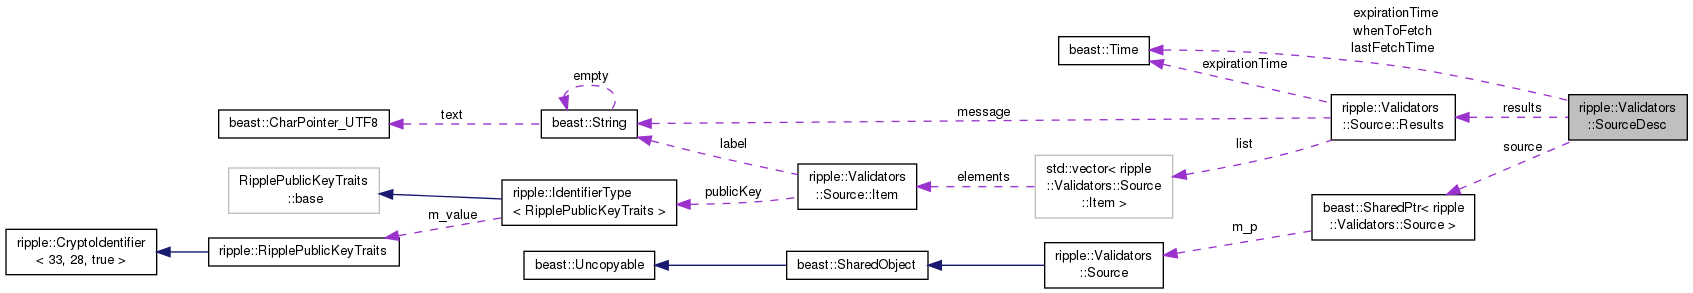 expirationTime
whenToFetch
lastFetchTime
beast::Time
expirationTime
empty
ripple::Validators
::Source::Results
results
ripple::Validators
::SourceDesc
beast::CharPointer_UTF8
text
beast::String
message
label
list
source
RipplePublicKeyTraits
::base
ripple::IdentifierType
< RipplePublicKeyTraits >
publicKey
ripple::Validators
::Source::Item
elements
std::vector< ripple
::Validators::Source
::Item >
beast::SharedPtr< ripple
::Validators::Source >
m_value
m_p
ripple::CryptoIdentifier
< 33, 28, true >
ripple::RipplePublicKeyTraits
beast::Uncopyable
beast::SharedObject
ripple::Validators
::Source